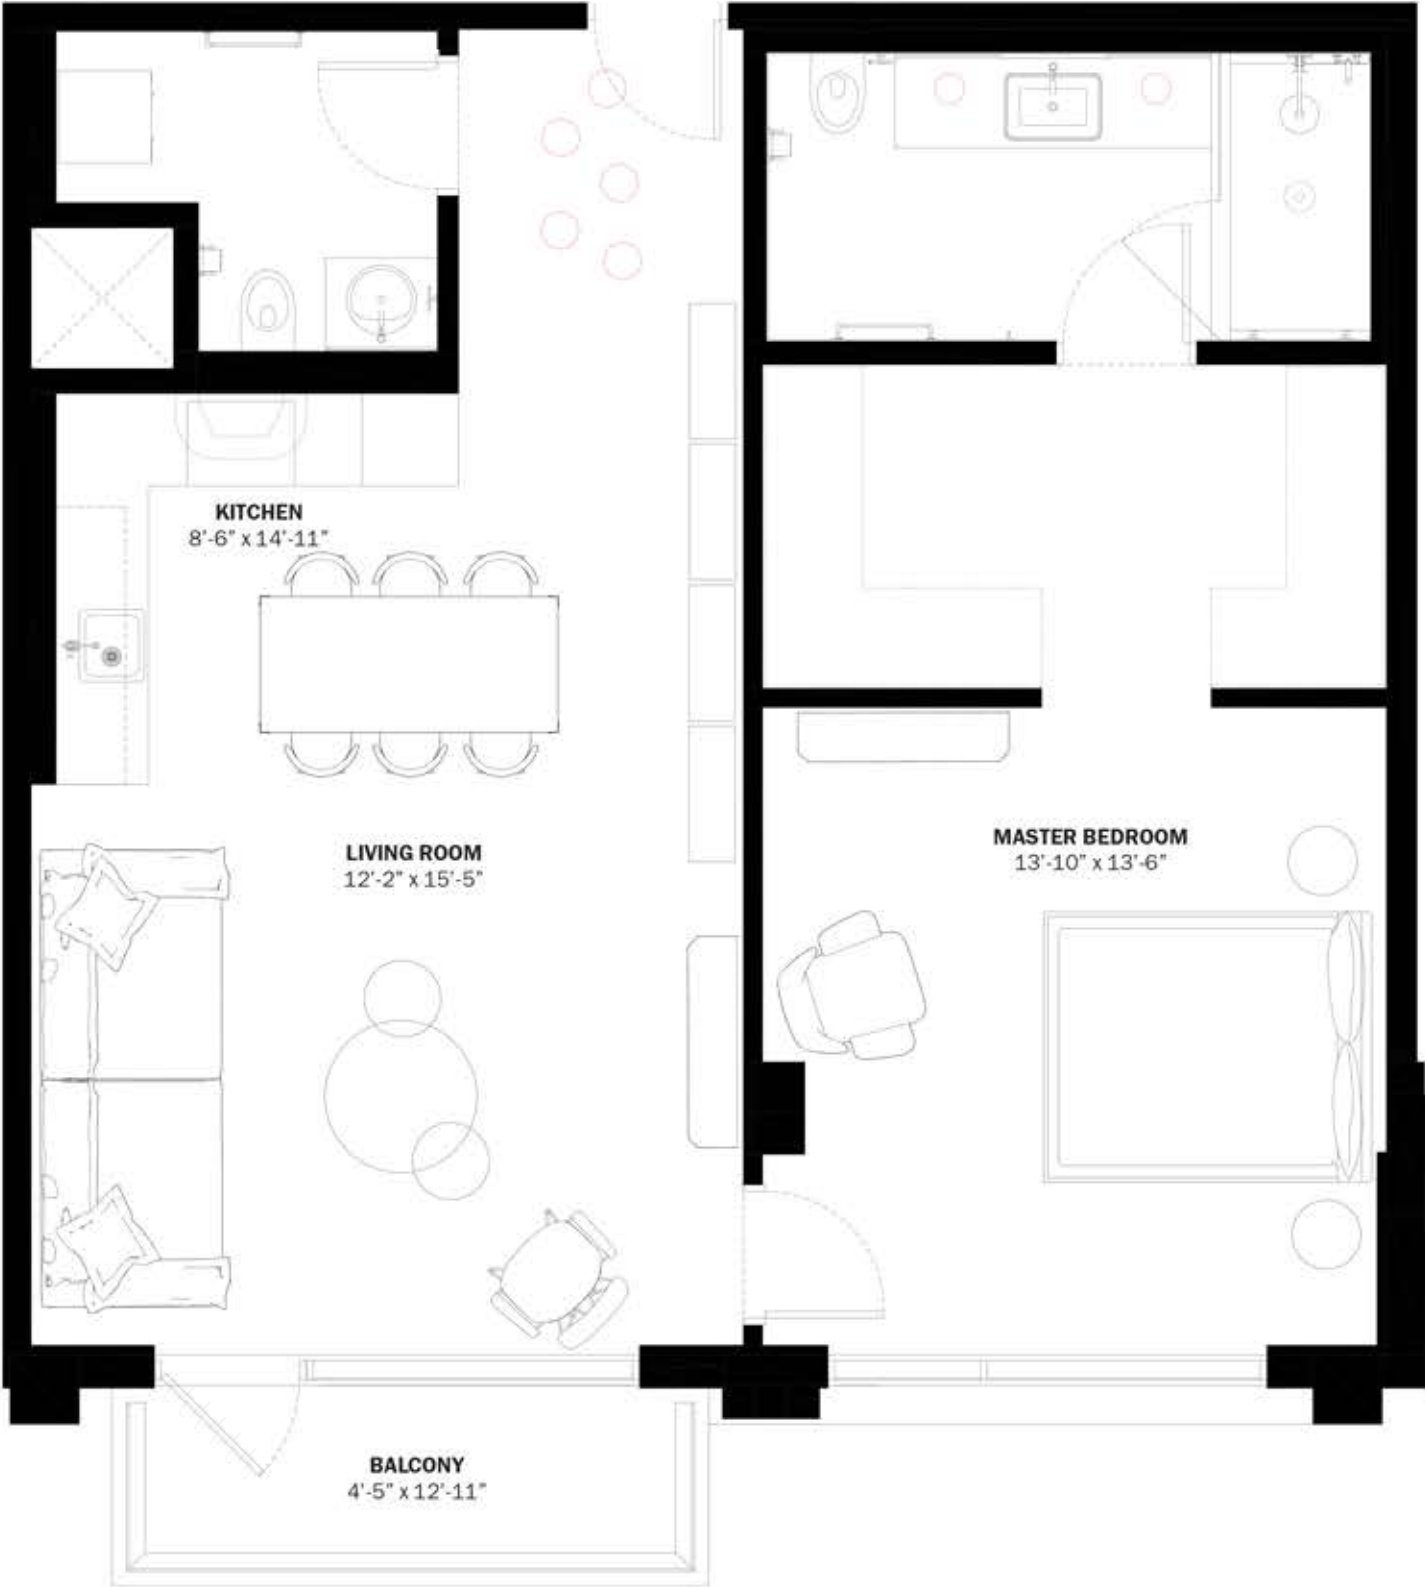 KITCHEN
8'-6” x 14'-11”
LIVING ROOM
12'-2” x 15'-5”
MASTER BEDROOM
13'-10” x 13'-6”
BALCONY
4'-5” x 12'-11”